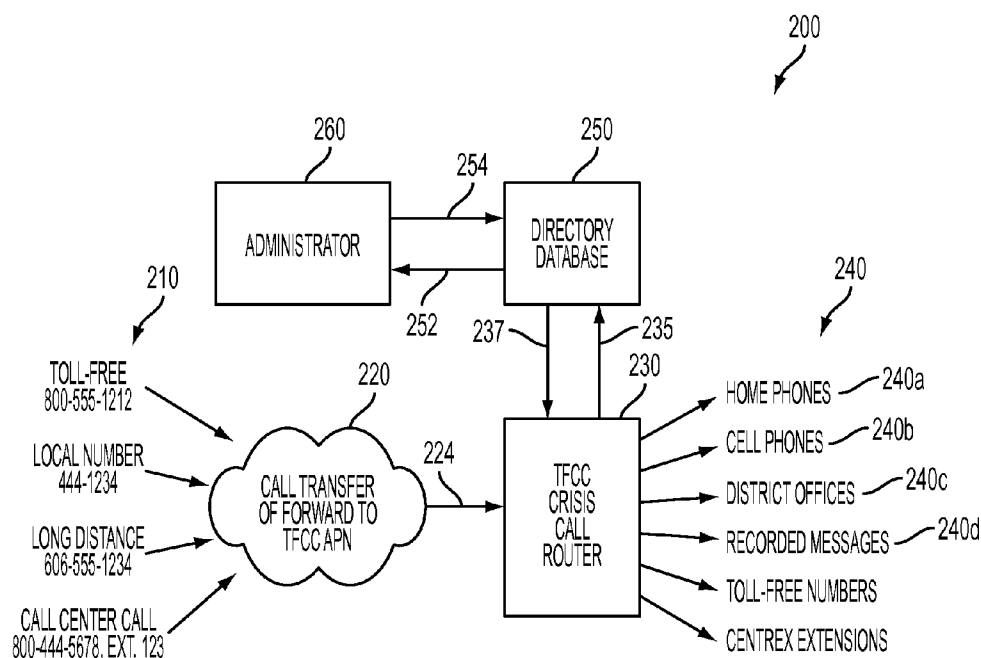 200
260
250
254
ADMINISTRATOR
DIRECTORY
DATABASE
210
252
237
235
240
TOLL-FREE
800-555-1212
220
230
HOME PHONES
240a
LOCAL NUMBER
444-1234
CALL TRANSFER
OF FORWARD TO
TFCC APN
224
TFCC
CRISIS
CALL
ROUTER
CELL PHONES
240b
DISTRICT OFFICES
240c
LONG DISTANCE
606-555-1234
RECORDED MESSAGES
240d
TOLL-FREE NUMBERS
CALL CENTER CALL
800-444-5678. EXT. 123
CENTREX EXTENSIONS